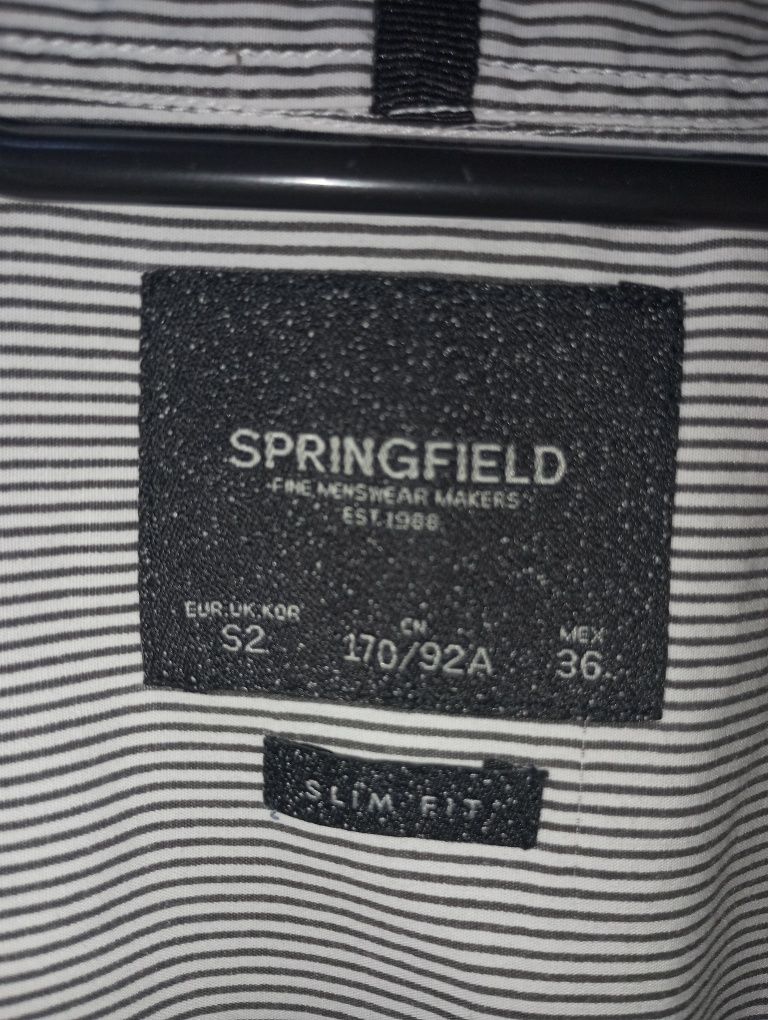 SPRINGFIELD
FINE MENSWEAR MAKERS
EST.1988
EUR.UK.KOR CN MEX
S2 170/92A 36
SLIM FIT